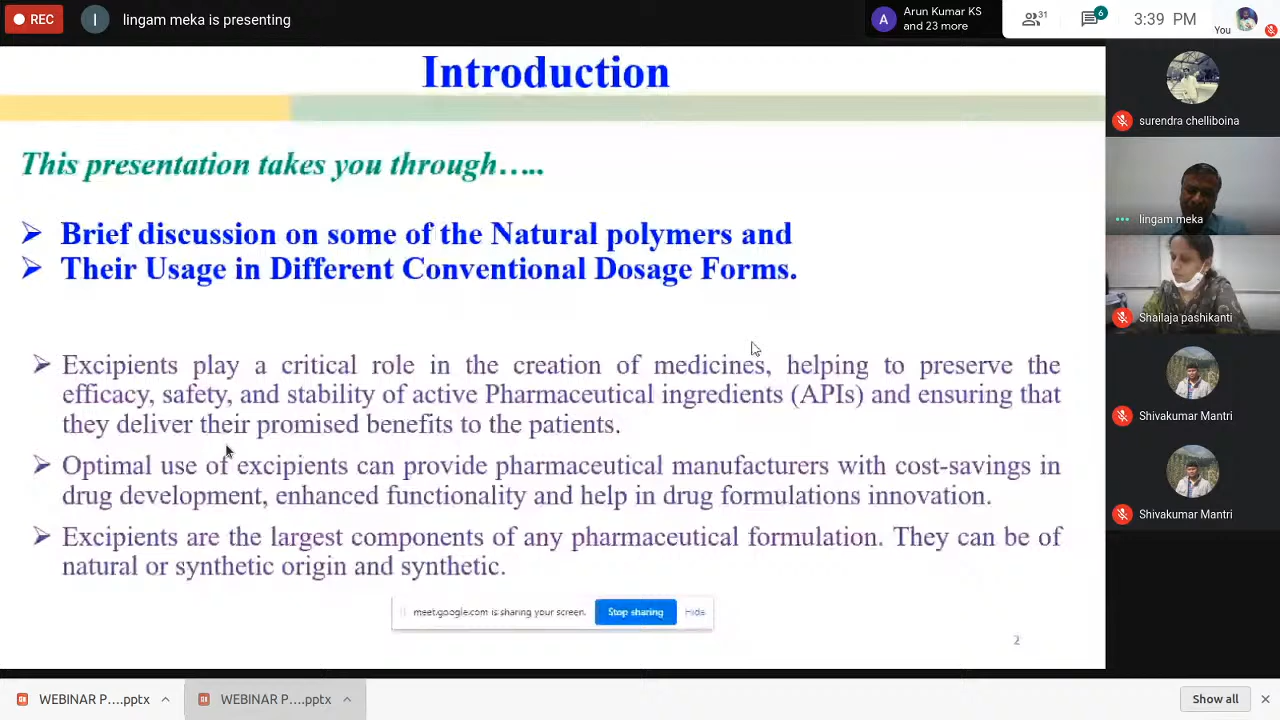 REC
l
lingam meka is presenting
A
Arun Kumar KS
and 23 more
31
6
3:39 PM
You
Introduction
This presentation takes you through…..
Brief discussion on some of the Natural polymers and
Their Usage in Different Conventional Dosage Forms.
Excipients play a critical role in the creation of medicines, helping to preserve the
efficacy, safety, and stability of active Pharmaceutical ingredients (APIs) and ensuring that
they deliver their promised benefits to the patients.
Optimal use of excipients can provide pharmaceutical manufacturers with cost-savings in
drug development, enhanced functionality and help in drug formulations innovation.
Excipients are the largest components of any pharmaceutical formulation. They can be of
natural or synthetic origin and synthetic.
meet.google.com is sharing your screen.
Stop sharing
Hide
2
surendra chelliboina
lingam meka
Shailaja pashikanti
Shivakumar Mantri
Shivakumar Mantri
WEBINAR P....pptx
WEBINAR P....pptx
Show all